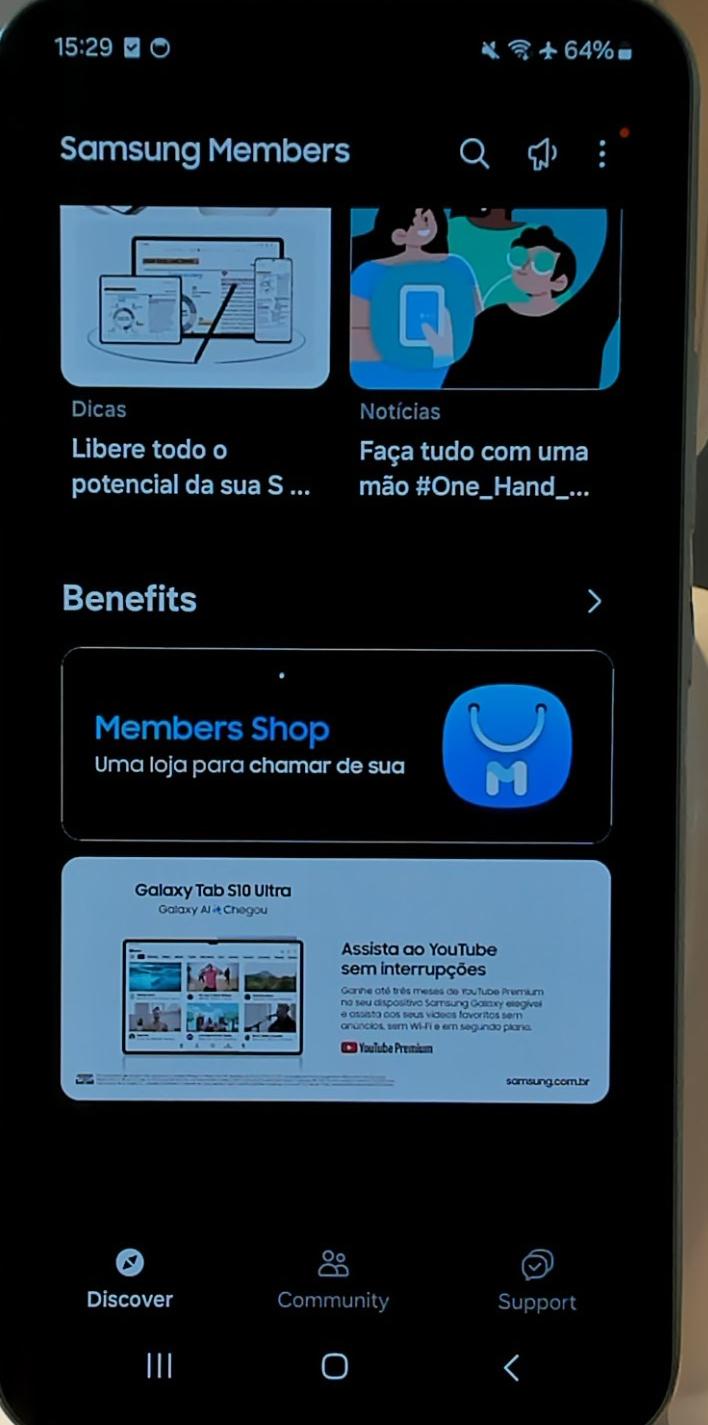 15:29
64%
Samsung Members
Dicas
Notícias
Libere todo o
potencial da sua S ...
Faça tudo com uma
mão #One_Hand_...
Benefits
Members Shop
Uma loja para chamar de sua
M
Galaxy Tab S10 Ultra
Galaxy AI Chegou
Assista ao YouTube
sem interrupções
Ganhe até três meses de YouTube Premium
no seu dispositivo Samsung Galaxy elegível
e assista aos seus vídeos favoritos sem
anúncios, sem Wi-Fi e em segundo plano.
YouTube Premium
samsung.com.br
Discover
Community
Support